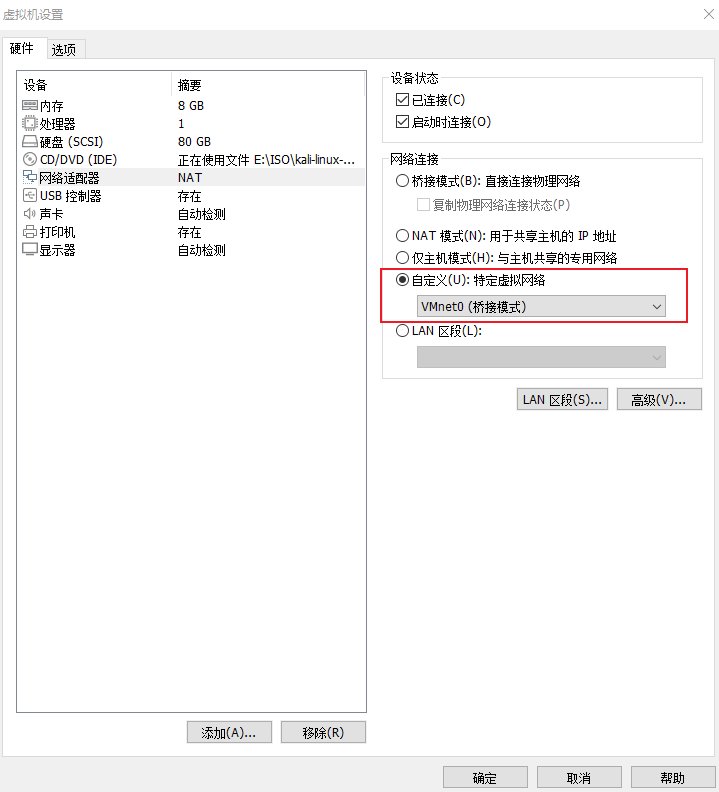 虚拟机设置
硬件 选项
设备 摘要
内存 8 GB
处理器 1
硬盘 (SCSI) 80 GB
CD/DVD (IDE) 正在使用文件 E:\ISO\kali-linux-...
网络适配器 NAT
USB 控制器 存在
声卡 自动检测
打印机 存在
显示器 自动检测
添加(A)... 移除(R)
设备状态
已连接(C)
启动时连接(O)
网络连接
桥接模式(B): 直接连接物理网络
复制物理网络连接状态(P)
NAT 模式(N): 用于共享主机的 IP 地址
仅主机模式(H): 与主机共享的专用网络
自定义(U): 特定虚拟网络
VMnet0 (桥接模式)
LAN 区段(L):
LAN 区段(S)... 高级(V)...
确定 取消 帮助